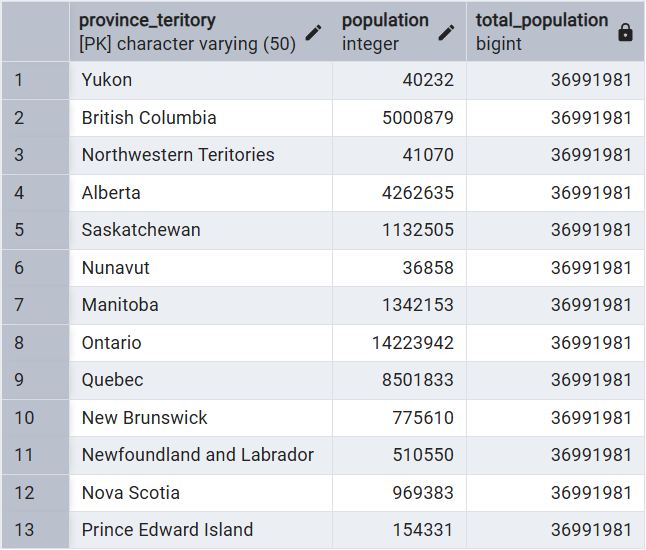 province_teritory population total_population
[PK] character varying (50) integer bigint
1 Yukon 40232 36991981
2 British Columbia 5000879 36991981
3 Northwestern Teritories 41070 36991981
4 Alberta 4262635 36991981
5 Saskatchewan 1132505 36991981
6 Nunavut 36858 36991981
7 Manitoba 1342153 36991981
8 Ontario 14223942 36991981
9 Quebec 8501833 36991981
10 New Brunswick 775610 36991981
11 Newfoundland and Labrador 510550 36991981
12 Nova Scotia 969383 36991981
13 Prince Edward Island 154331 36991981